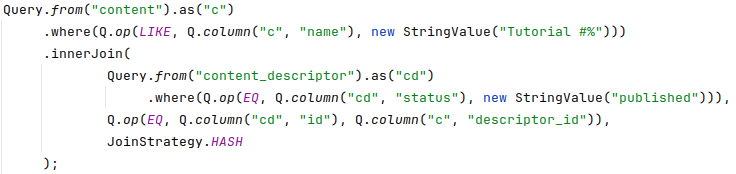 Query.from("content").as("c")
.where(Q.op(LIKE, Q.column("c", "name"), new StringValue("Tutorial #%")))
.innerJoin(
Query.from("content_descriptor").as("cd")
.where(Q.op(EQ, Q.column("cd", "status"), new StringValue("published"))),
Q.op(EQ, Q.column("cd", "id"), Q.column("c", "descriptor_id")),
JoinStrategy.HASH
);